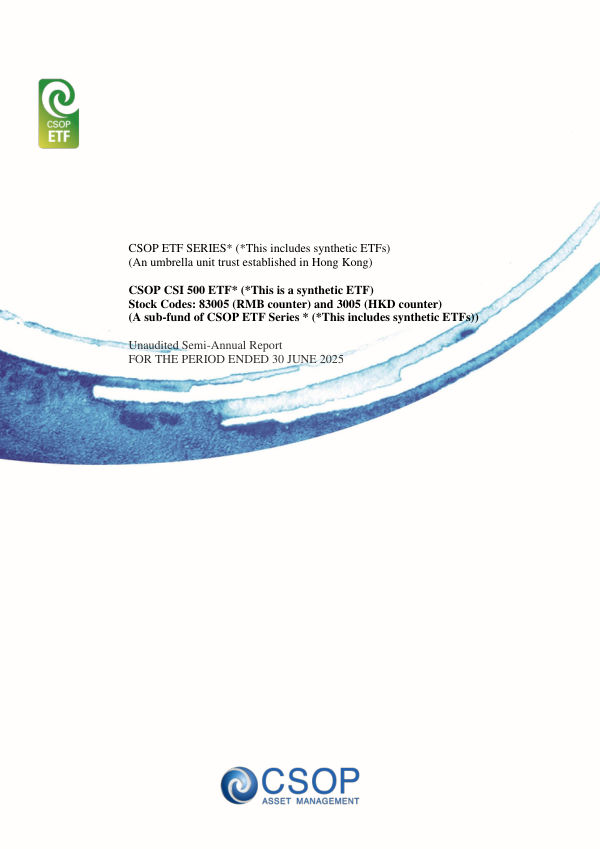 CSOP
ETF
CSOP ETF SERIES* (*This includes synthetic ETFs)
(An umbrella unit trust established in Hong Kong)
CSOP CSI 500 ETF* (*This is a synthetic ETF)
Stock Codes: 83005 (RMB counter) and 3005 (HKD counter)
(A sub-fund of CSOP ETF Series * (*This includes synthetic ETFs))
Unaudited Semi-Annual Report
FOR THE PERIOD ENDED 30 JUNE 2025
CSOP
ASSET MANAGEMENT